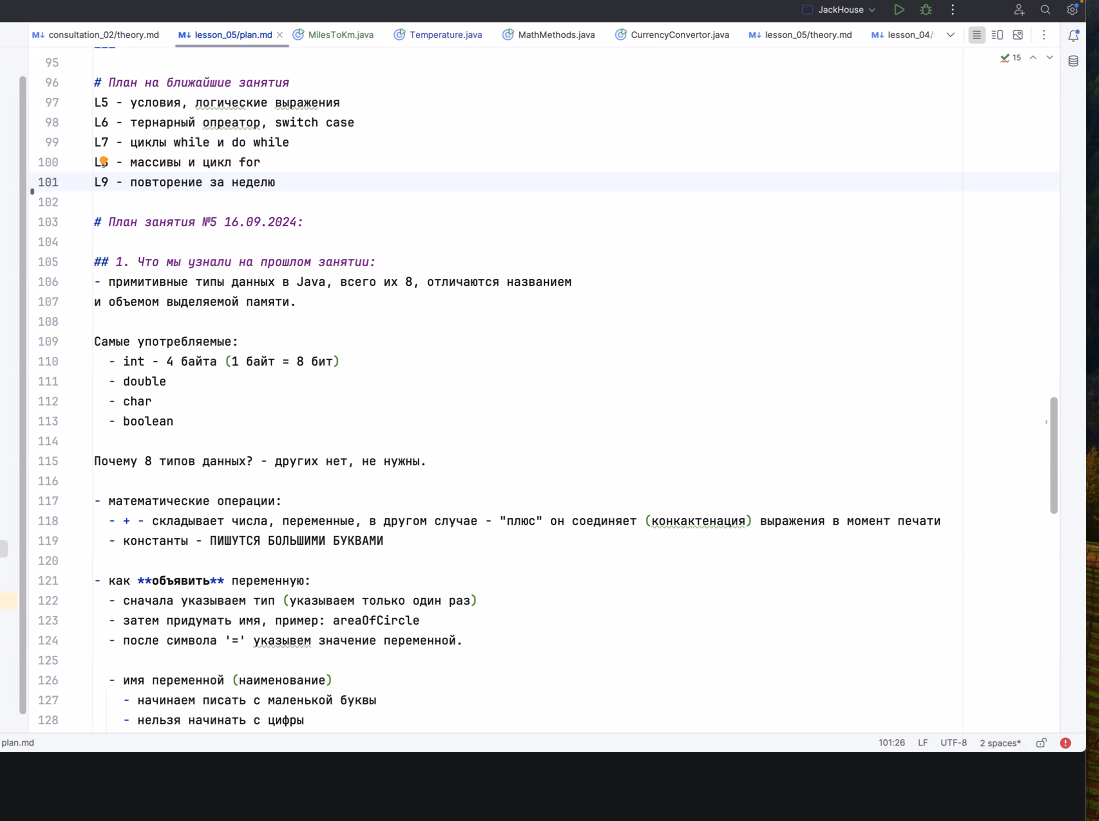 JackHouse
consultation_02/theory.md
lesson_05/plan.md
MilesToKm.java
Temperature.java
MathMethods.java
CurrencyConvertor.java
lesson_05/theory.md
lesson_04/
15
95
96 # План на ближайшие занятия
97 L5 - условия, логические выражения
98 L6 - тернарный опреатор, switch case
99 L7 - циклы while и do while
100 L8 - массивы и цикл for
101 L9 - повторение за неделю
102
103 # План занятия №5 16.09.2024:
104
105 ## 1. Что мы узнали на прошлом занятии:
106 - примитивные типы данных в Java, всего их 8, отличаются названием
107 и объемом выделяемой памяти.
108
109 Самые употребляемые:
110 - int - 4 байта (1 байт = 8 бит)
111 - double
112 - char
113 - boolean
114
115 Почему 8 типов данных? - других нет, не нужны.
116
117 - математические операции:
118 - + - складывает числа, переменные, в другом случае - "плюс" он соединяет (конкактенация) выражения в момент печати
119 - константы - ПИШУТСЯ БОЛЬШИМИ БУКВАМИ
120
121 - как **объявить** переменную:
122 - сначала указываем тип (указываем только один раз)
123 - затем придумать имя, пример: areaOfCircle
124 - после символа '=' указывем значение переменной.
125
126 - имя переменной (наименование)
127 - начинаем писать с маленькой буквы
128 - нельзя начинать с цифры
plan.md
101:26 LF UTF-8 2 spaces*